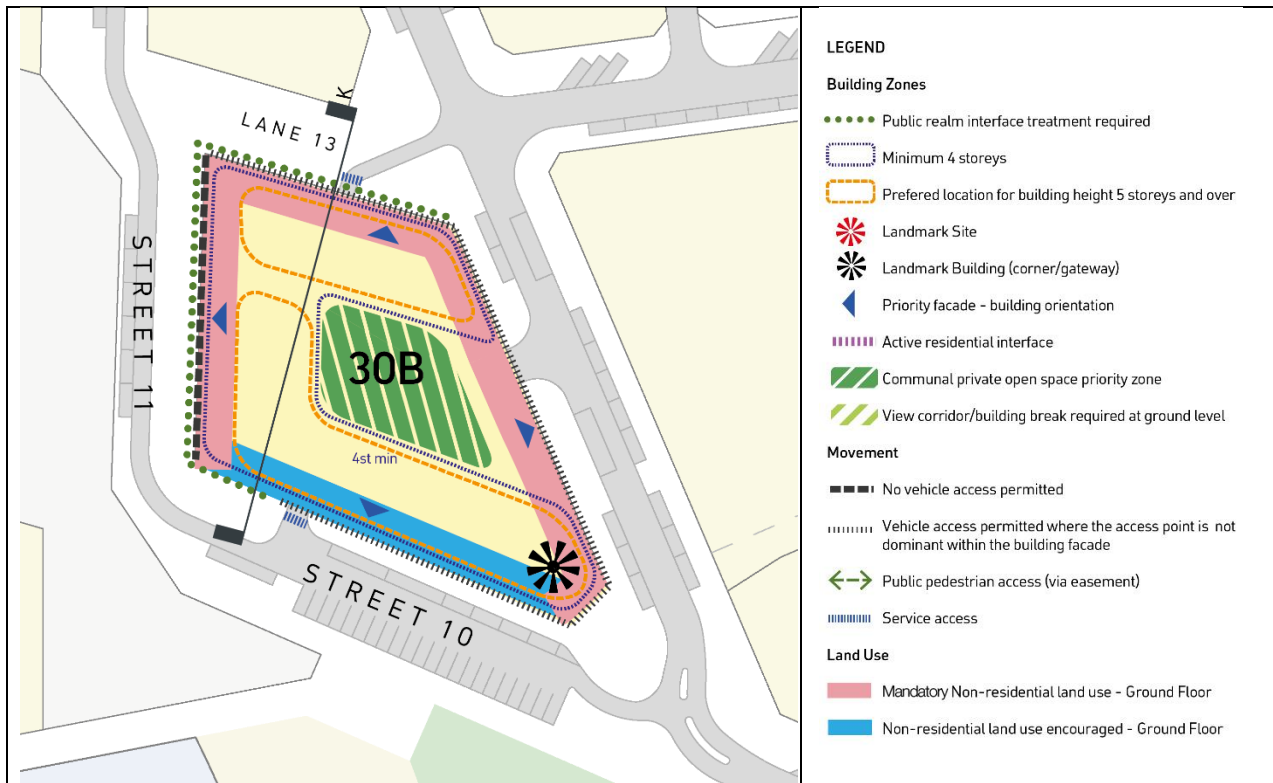 K
LANE 13
STREET 11
30B
4st min
STREET 10
LEGEND
Building Zones
Public realm interface treatment required
Minimum 4 storeys
Prefered location for building height 5 storeys and over
Landmark Site
Landmark Building (corner/gateway)
Priority facade - building orientation
Active residential interface
Communal private open space priority zone
View corridor/building break required at ground level
Movement
No vehicle access permitted
Vehicle access permitted where the access point is not
dominant within the building facade
Public pedestrian access (via easement)
Service access
Land Use
Mandatory Non-residential land use - Ground Floor
Non-residential land use encouraged - Ground Floor